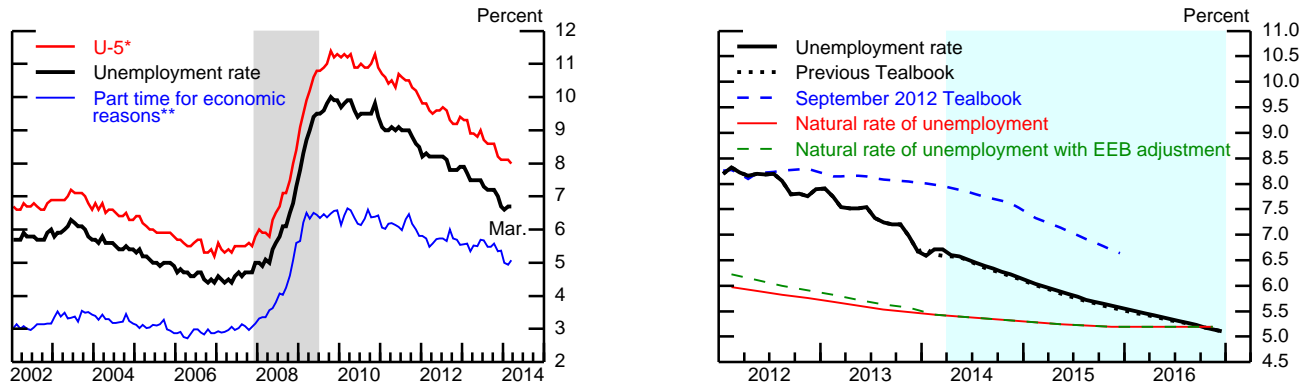 Percent
U-5*
Unemployment rate
Part time for economic
reasons**
Mar.
12
11
10
9
8
7
6
5
4
3
2
2002 2004 2006 2008 2010 2012 2014
Percent
Unemployment rate
Previous Tealbook
September 2012 Tealbook
Natural rate of unemployment
Natural rate of unemployment with EEB adjustment
11.0
10.5
10.0
9.5
9.0
8.5
8.0
7.5
7.0
6.5
6.0
5.5
5.0
4.5
2012 2013 2014 2015 2016